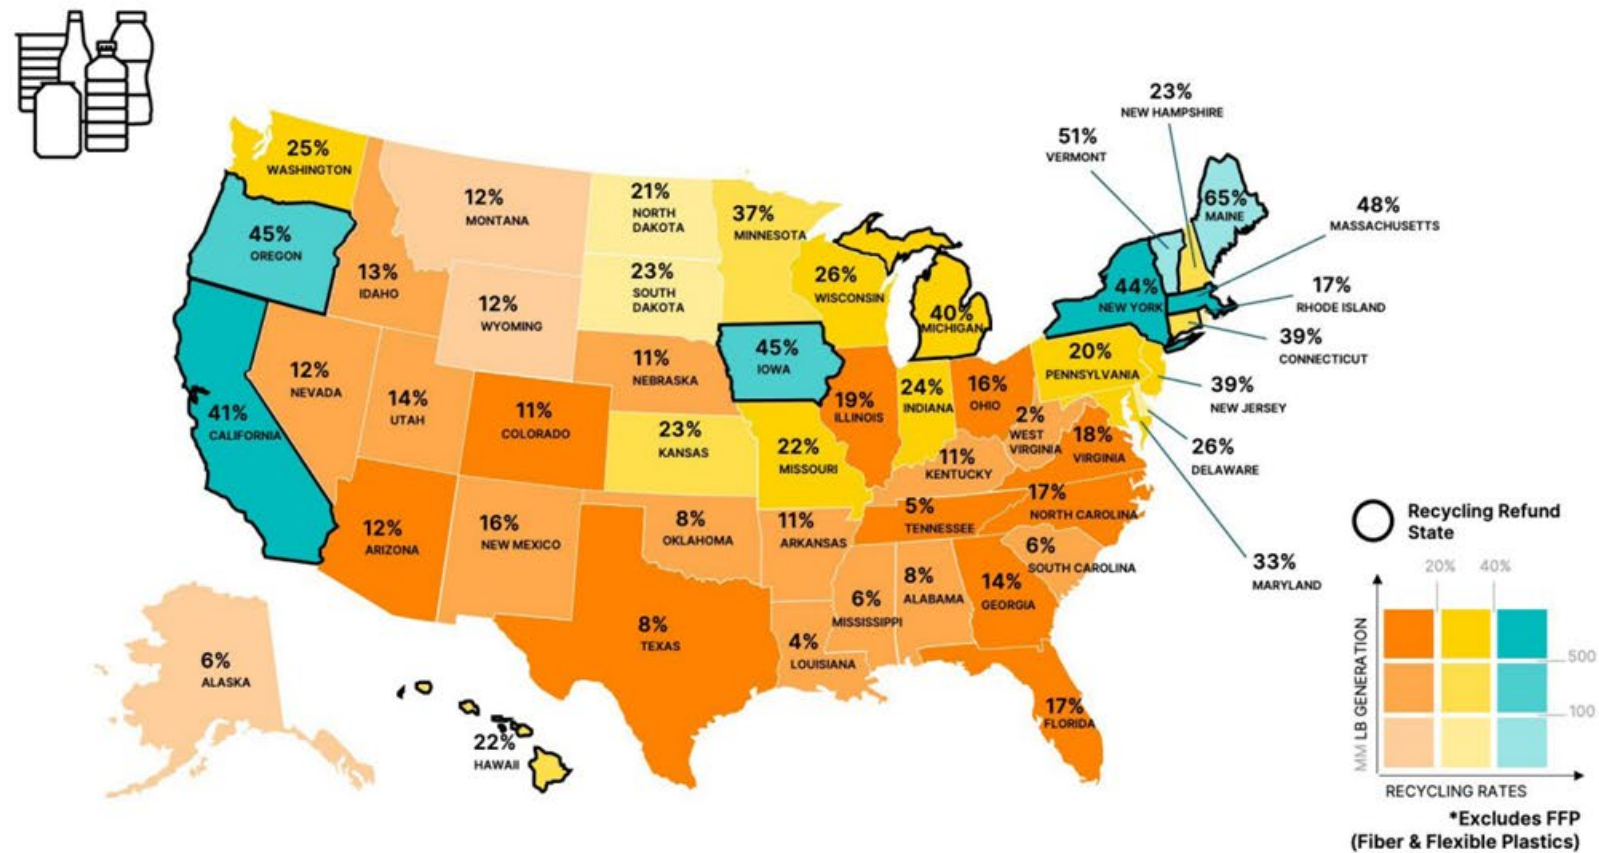 23%
NEW HAMPSHIRE
51%
VERMONT
65%
MAINE
48%
MASSACHUSETTS
25%
WASHINGTON
12%
MONTANA
21%
NORTH
DAKOTA
37%
MINNESOTA
45%
OREGON
13%
IDAHO
23%
SOUTH
DAKOTA
26%
WISCONSIN
44%
NEW YORK
17%
RHODE ISLAND
12%
WYOMING
40%
MICHIGAN
39%
CONNECTICUT
12%
NEVADA
14%
UTAH
11%
COLORADO
11%
NEBRASKA
45%
IOWA
19%
ILLINOIS
24%
INDIANA
16%
OHIO
20%
PENNSYLVANIA
39%
NEW JERSEY
41%
CALIFORNIA
23%
KANSAS
22%
MISSOURI
11%
KENTUCKY
2%
WEST
VIRGINIA
18%
VIRGINIA
26%
DELAWARE
12%
ARIZONA
16%
NEW MEXICO
8%
OKLAHOMA
11%
ARKANSAS
5%
TENNESSEE
17%
NORTH CAROLINA
6%
SOUTH CAROLINA
33%
MARYLAND
8%
TEXAS
4%
LOUISIANA
6%
MISSISSIPPI
8%
ALABAMA
14%
GEORGIA
17%
FLORIDA
6%
ALASKA
22%
HAWAII
Recycling Refund
State
20% 40%
500
100
MM LB GENERATION
RECYCLING RATES
*Excludes FFP
(Fiber & Flexible Plastics)